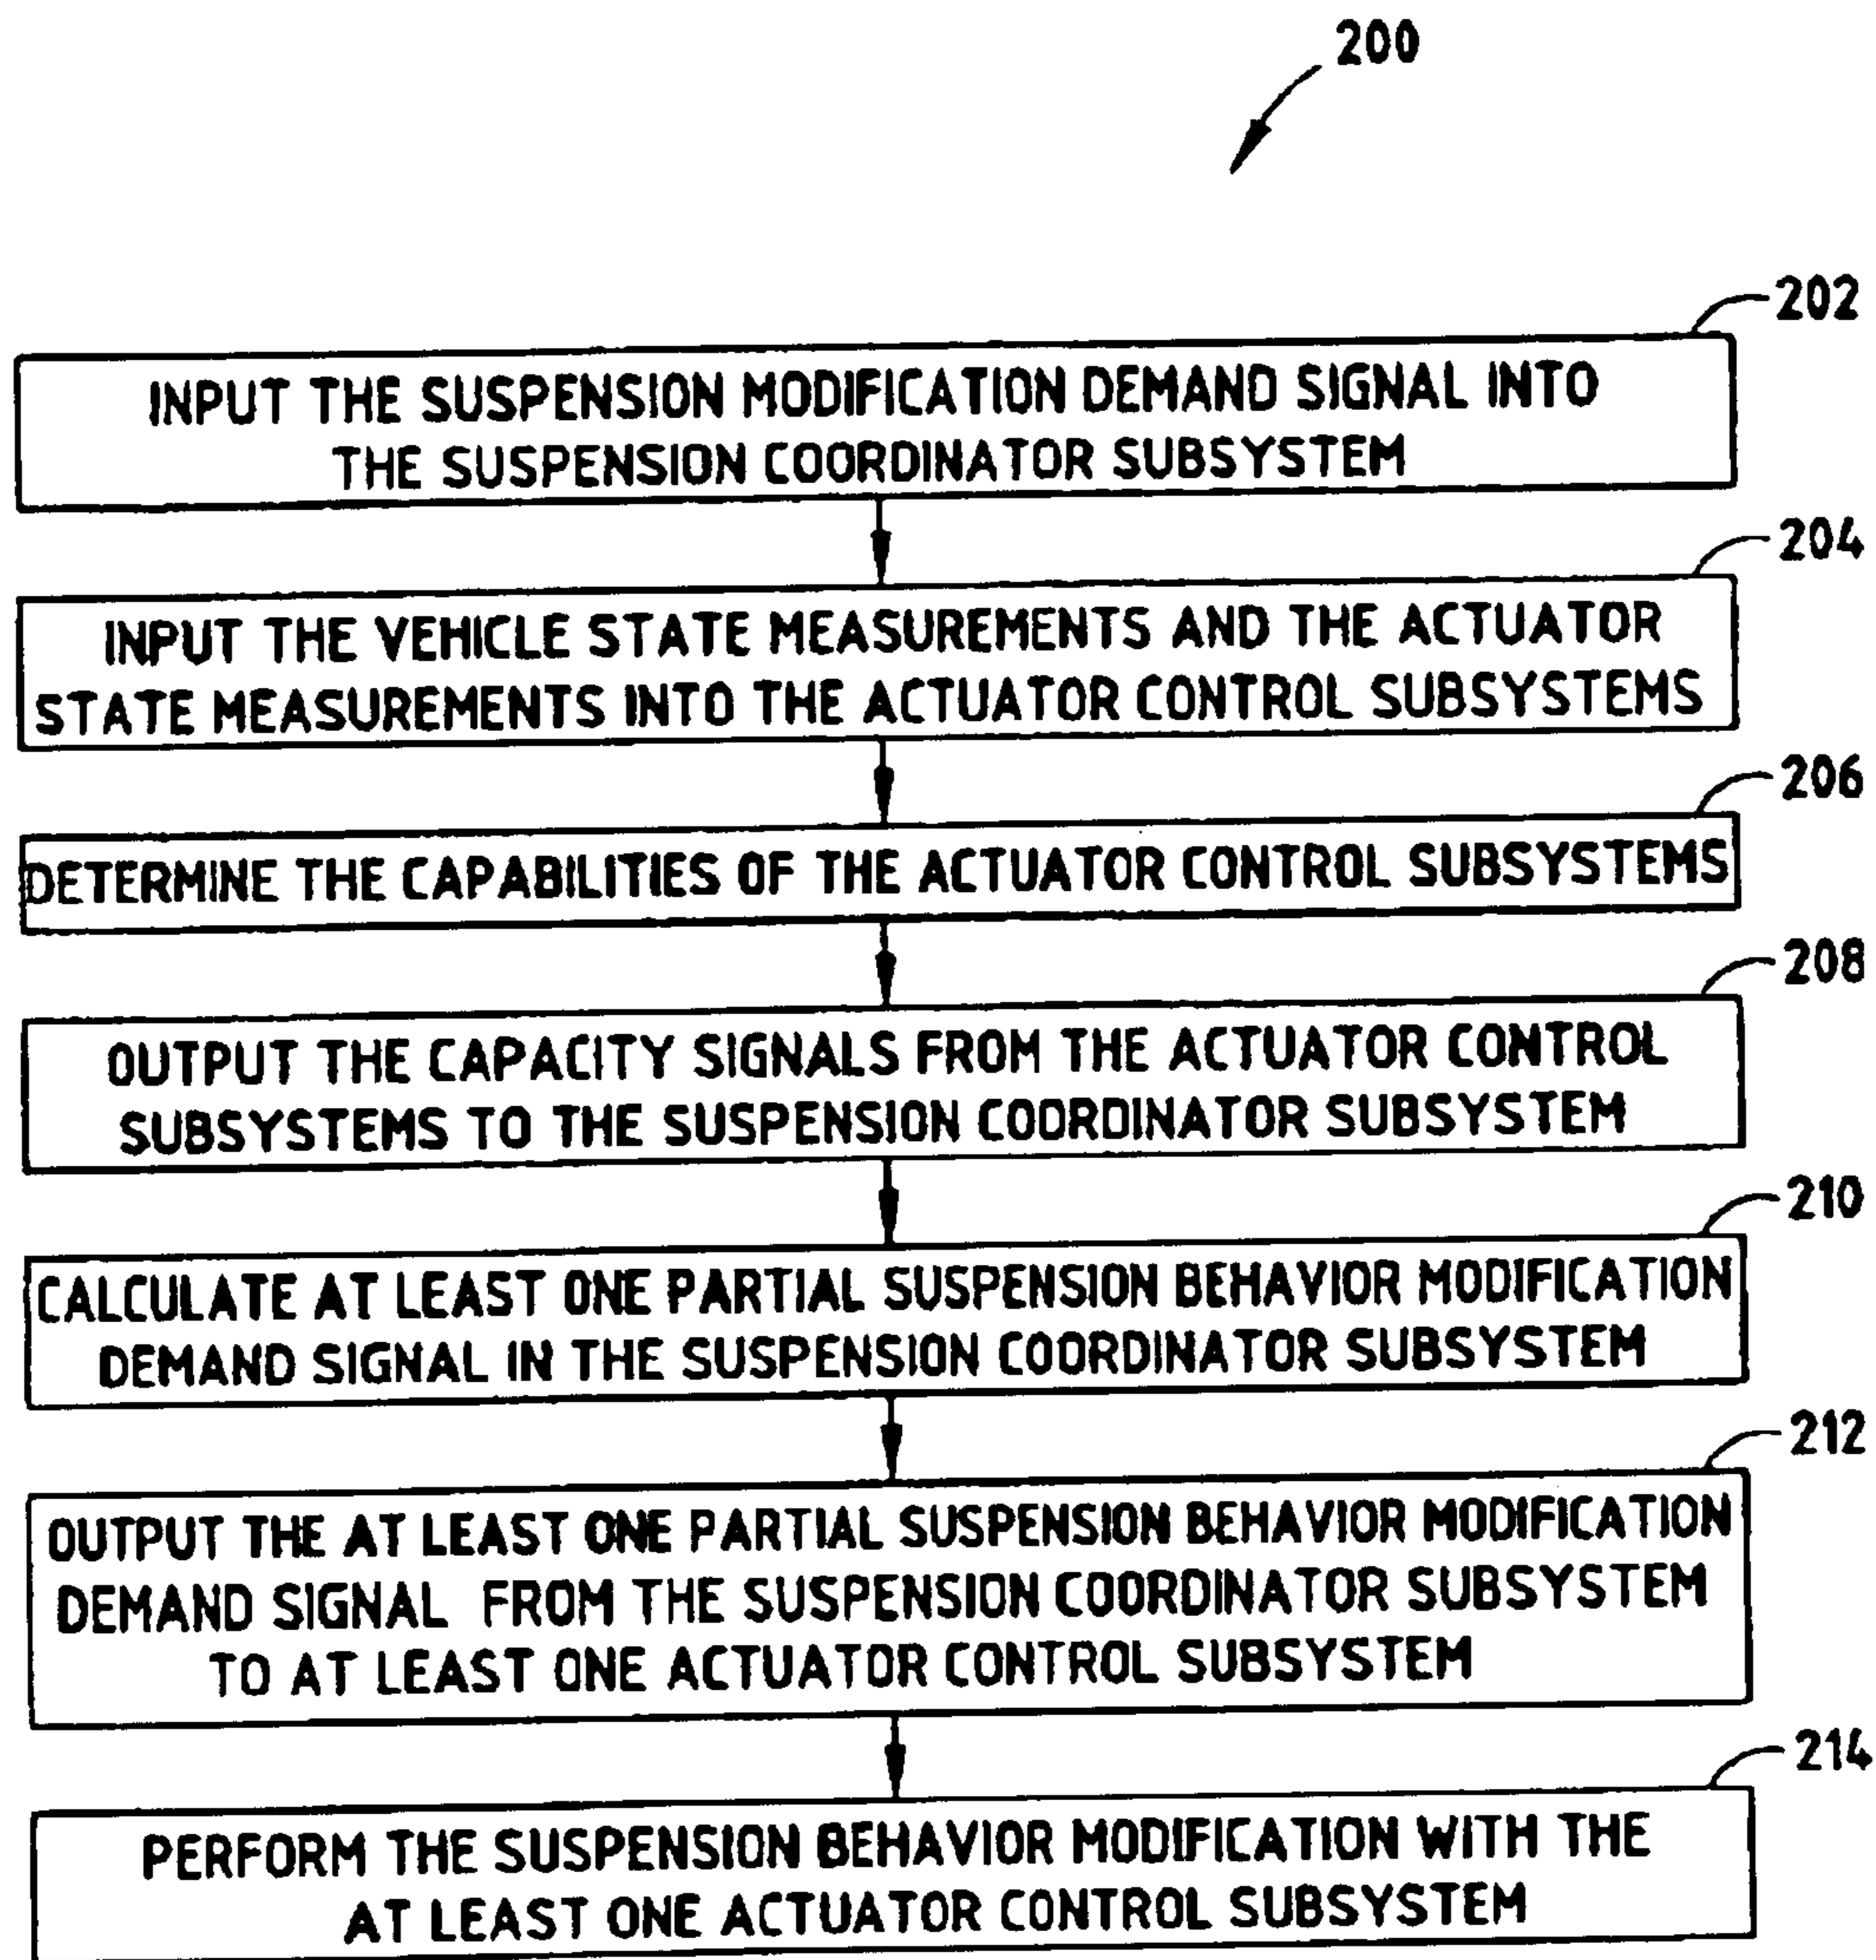 200
202
INPUT THE SUSPENSION MODIFICATION DEMAND SIGNAL INTO
THE SUSPENSION COORDINATOR SUBSYSTEM
204
INPUT THE VEHICLE STATE MEASUREMENTS AND THE ACTUATOR
STATE MEASUREMENTS INTO THE ACTUATOR CONTROL SUBSYSTEMS
206
DETERMINE THE CAPABILITIES OF THE ACTUATOR CONTROL SUBSYSTEMS
208
OUTPUT THE CAPACITY SIGNALS FROM THE ACTUATOR CONTROL
SUBSYSTEMS TO THE SUSPENSION COORDINATOR SUBSYSTEM
210
CALCULATE AT LEAST ONE PARTIAL SUSPENSION BEHAVIOR MODIFICATION
DEMAND SIGNAL IN THE SUSPENSION COORDINATOR SUBSYSTEM
212
OUTPUT THE AT LEAST ONE PARTIAL SUSPENSION BEHAVIOR MODIFICATION
DEMAND SIGNAL FROM THE SUSPENSION COORDINATOR SUBSYSTEM
TO AT LEAST ONE ACTUATOR CONTROL SUBSYSTEM
214
PERFORM THE SUSPENSION BEHAVIOR MODIFICATION WITH THE
AT LEAST ONE ACTUATOR CONTROL SUBSYSTEM